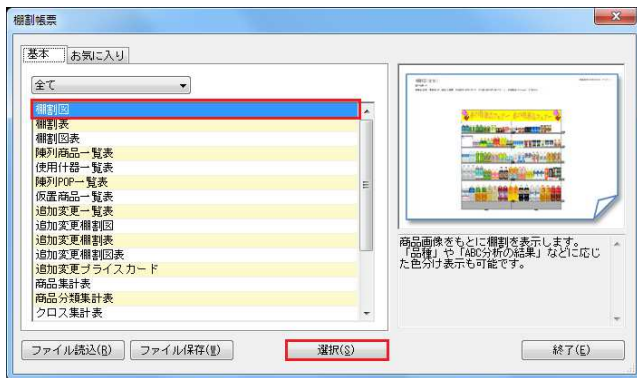 棚割帳票
基本
お気に入り
全て
棚割図
棚割表
棚割図表
陳列商品一覧表
使用什器一覧表
陳列POP一覧表
仮置商品一覧表
追加変更一覧表
追加変更棚割図
追加変更棚割表
追加変更棚割図表
追加変更プライスカード
商品集計表
商品分類集計表
クロス集計表
商品画像をもとに棚割を表示します。
「品種」や「ABC分析の結果」などに応じ
た色分け表示も可能です。
ファイル読込(R)
ファイル保存(W)
選択(S)
終了(E)